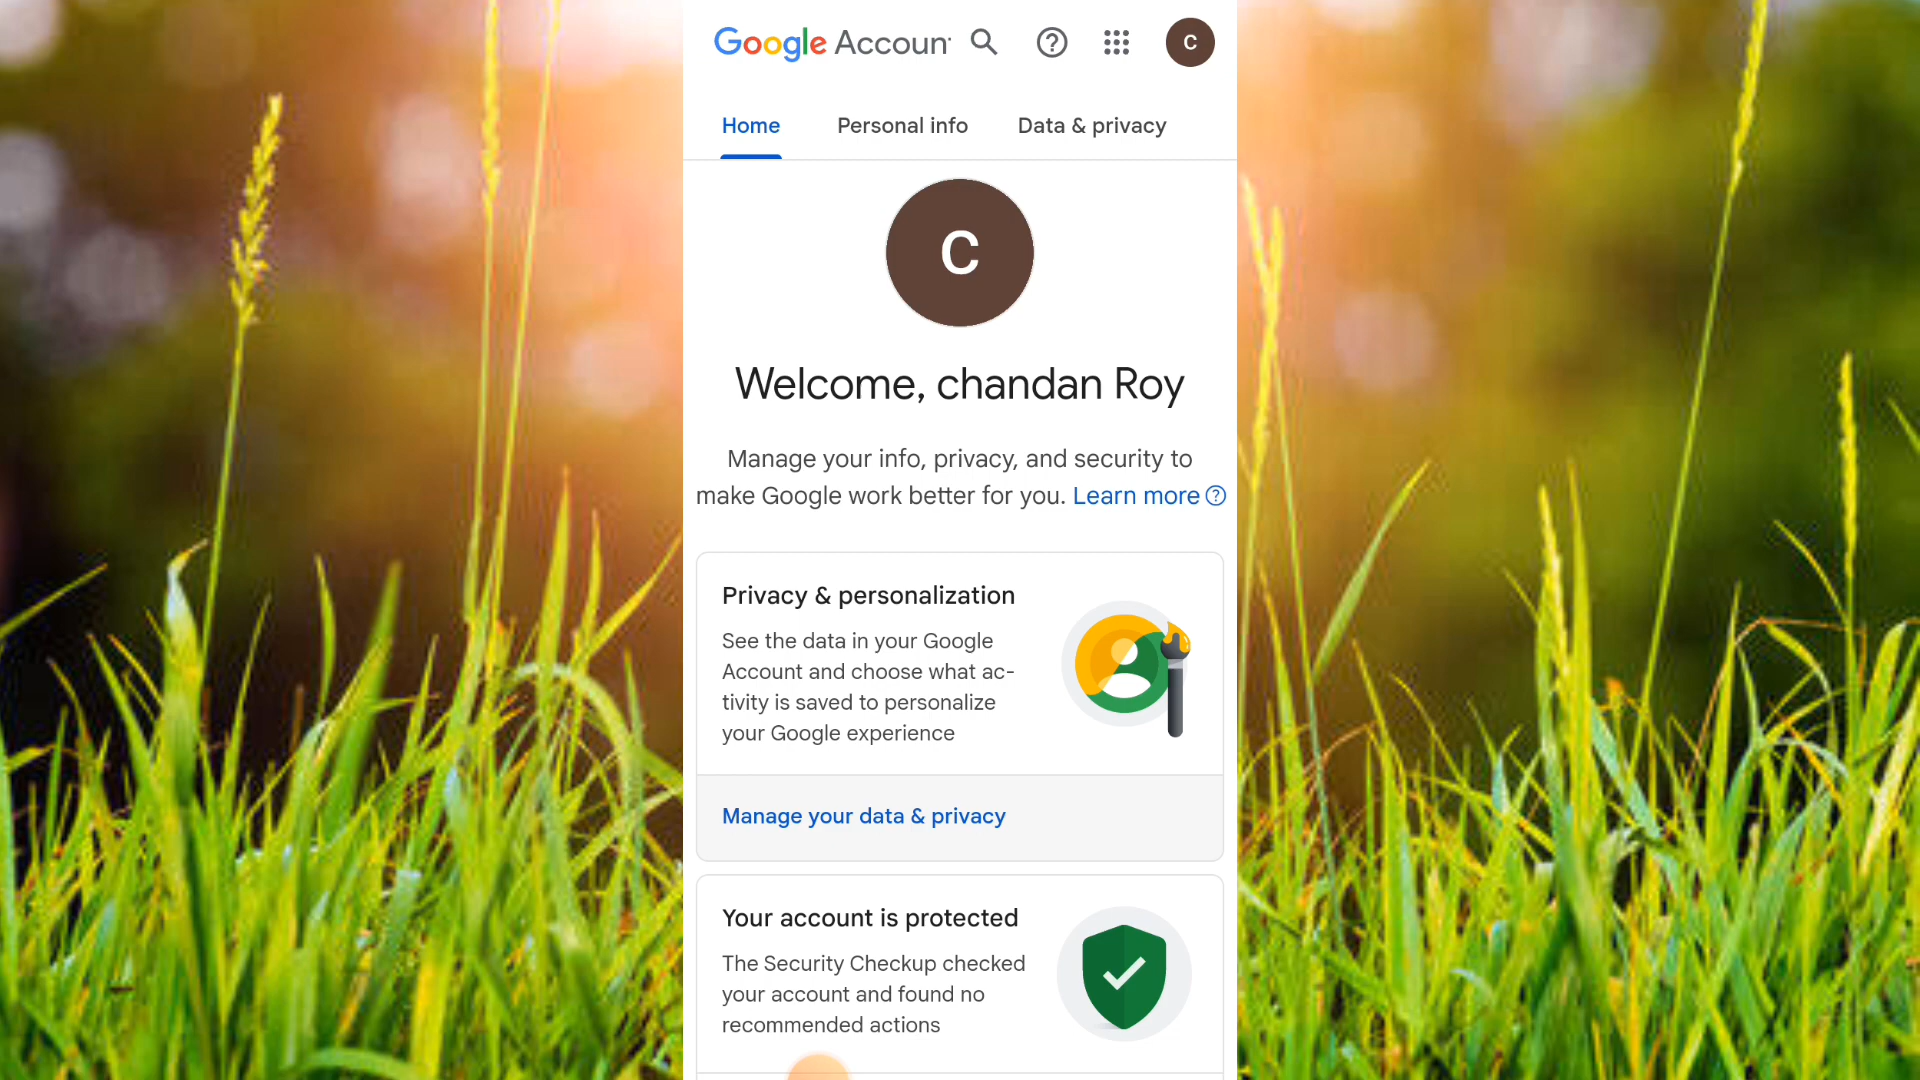 Google Accoun
C
Home Personal info Data & privacy
C
Welcome, chandan Roy
Manage your info, privacy, and security to
make Google work better for you. Learn more
Privacy & personalization
See the data in your Google
Account and choose what ac-
tivity is saved to personalize
your Google experience
Manage your data & privacy
Your account is protected
The Security Checkup checked
your account and found no
recommended actions